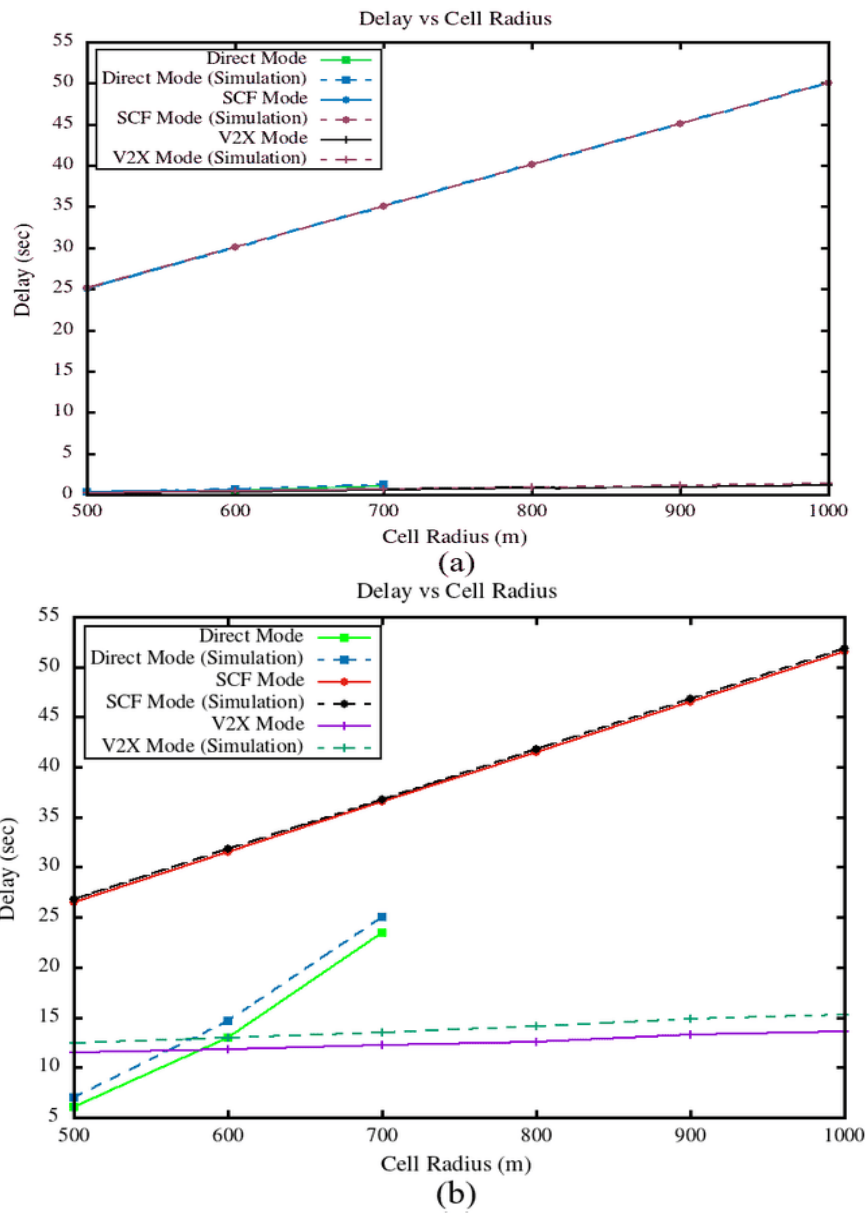 Delay vs Cell Radius
55
50
45
40
35
30
25
20
15
10
5
0
Delay (sec)
Direct Mode
Direct Mode (Simulation)
SCF Mode
SCF Mode (Simulation)
V2X Mode
V2X Mode (Simulation)
500 600 700 800 900 1000
Cell Radius (m)
(a)
Delay vs Cell Radius
55
50
45
40
35
30
25
20
15
10
5
Delay (sec)
Direct Mode
Direct Mode (Simulation)
SCF Mode
SCF Mode (Simulation)
V2X Mode
V2X Mode (Simulation)
500 600 700 800 900 1000
Cell Radius (m)
(b)